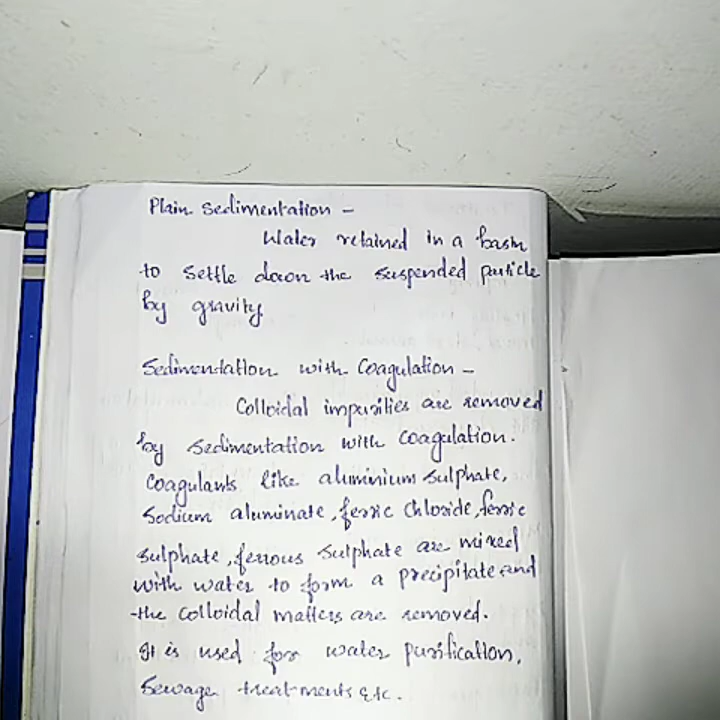 Plain Sedimentation -
Water retained in a basin
to settle down the suspended particle
by gravity
Sedimentation with Coagulation -
Colloidal impurities are removed
by sedimentation with coagulation.
Coagulants like aluminium sulphate,
Sodium aluminate, ferric chloride, ferric
sulphate, ferrous sulphate are mixed
with water to form a precipitate and
the colloidal matters are removed.
It is used for water purification,
Sewage treatments etc.